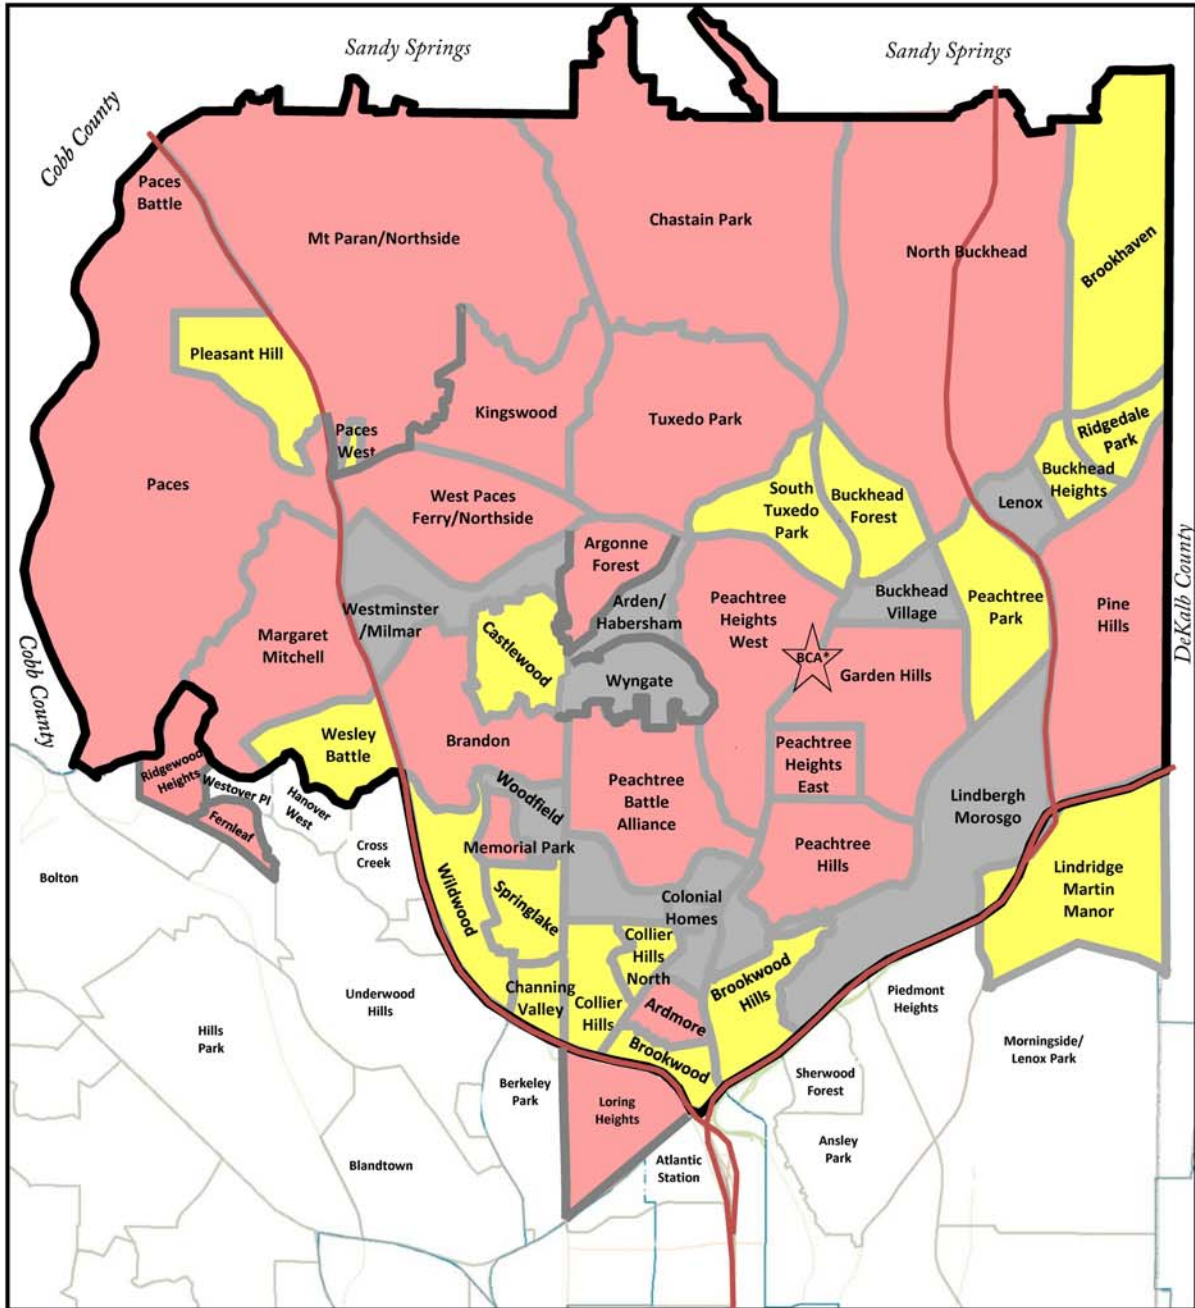 Sandy Springs
Sandy Springs
Cobb County
Paces
Battle
Mt Paran/Northside
Chastain Park
North Buckhead
Brookhaven
Pleasant Hill
Paces
West
Kingswood
Tuxedo Park
Ridgedale
Park
Buckhead
Heights
Lenox
Paces
West Paces
Ferry/Northside
South
Tuxedo
Park
Buckhead
Forest
Argonne
Forest
Arden/
Habersham
Peachtree
Heights
West
Buckhead
Village
Peachtree
Park
Pine
Hills
DeKalb County
Westminster
/Milmar
Margaret
Mitchell
Castlewood
Wyngate
BCA*
Garden Hills
Cobb County
Wesley
Battle
Brandon
Peachtree
Heights
East
Ridgewood
Heights
Westover Pl
Hanover
West
Fernleaf
Woodfield
Peachtree
Battle
Alliance
Lindbergh
Morosgo
Cross
Creek
Memorial Park
Peachtree
Hills
Bolton
Wildwood
Springlake
Colonial
Homes
Lindridge
Martin
Manor
Collier
Hills
North
Channing
Valley
Collier
Hills
Ardmore
Brookwood
Hills
Brookwood
Underwood
Hills
Piedmont
Heights
Hills
Park
Morningside/
Lenox Park
Berkeley
Park
Loring
Heights
Sherwood
Forest
Ansley
Park
Blandtown
Atlantic
Station